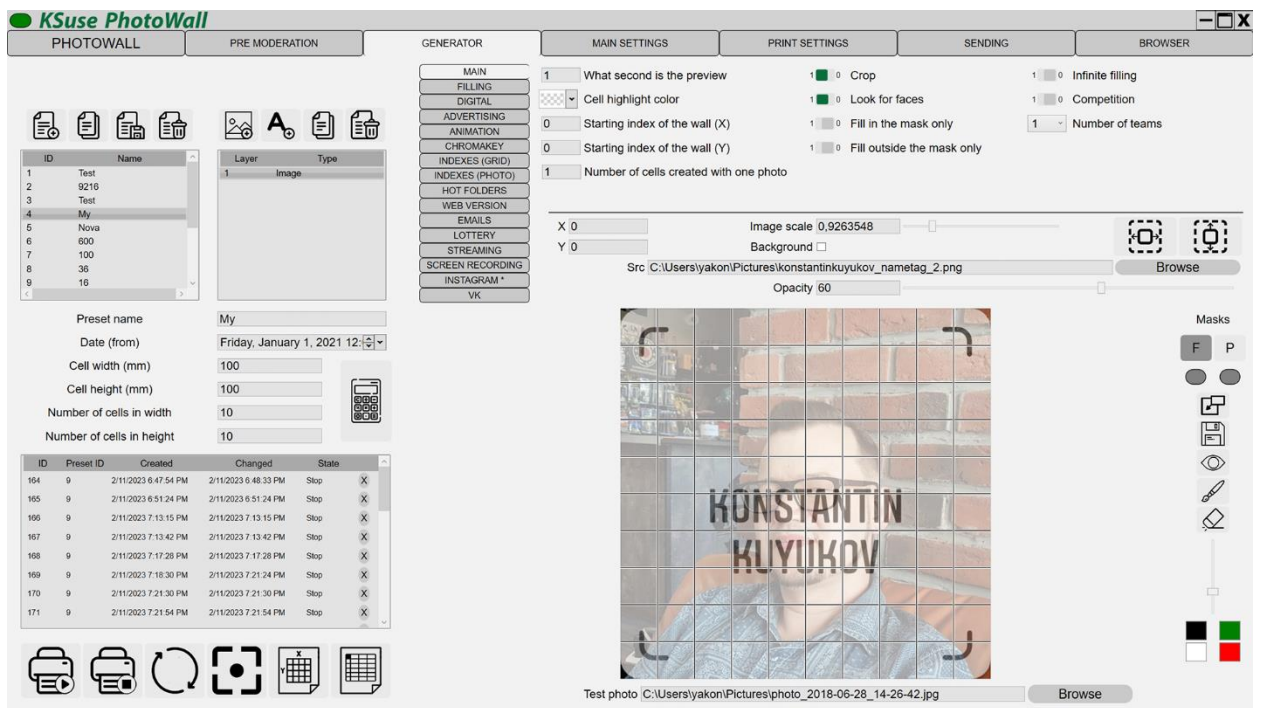 KSuse PhotoWall
X
PHOTOWALL PRE MODERATION GENERATOR MAIN SETTINGS PRINT SETTINGS SENDING BROWSER
MAIN
FILLING
DIGITAL
ADVERTISING
ANIMATION
CHROMAKEY
INDEXES (GRID)
INDEXES (PHOTO)
HOT FOLDERS
WEB VERSION
EMAILS
LOTTERY
STREAMING
SCREEN RECORDING
INSTAGRAM *
VK
1 What second is the preview 1 0 Crop 1 0 Infinite filling
Cell highlight color 1 0 Look for faces 1 0 Competition
0 Starting index of the wall (X) 1 0 Fill in the mask only 1 Number of teams
0 Starting index of the wall (Y) 1 0 Fill outside the mask only
1 Number of cells created with one photo
A
ID Name
1 Test
2 9216
3 Test
4 My
5 Nova
6 600
7 100
8 36
9 16
Layer Type
1 Image
X 0 Image scale 0,9263548
Y 0 Background
Src C:\Users\yakon\Pictures\konstantinkuyukov_nametag_2.png Browse
Opacity 60
Preset name My
Date (from) Friday, January 1, 2021 12:
Cell width (mm) 100
Cell height (mm) 100
Number of cells in width 10
Number of cells in height 10
Masks
F P
ID Preset ID Created Changed State
164 9 2/11/2023 6:47:54 PM 2/11/2023 6:48:33 PM Stop X
165 9 2/11/2023 6:51:24 PM 2/11/2023 6:51:24 PM Stop X
166 9 2/11/2023 7:13:15 PM 2/11/2023 7:13:15 PM Stop X
167 9 2/11/2023 7:13:42 PM 2/11/2023 7:13:42 PM Stop X
168 9 2/11/2023 7:17:28 PM 2/11/2023 7:17:28 PM Stop X
169 9 2/11/2023 7:18:30 PM 2/11/2023 7:21:24 PM Stop X
170 9 2/11/2023 7:21:30 PM 2/11/2023 7:21:30 PM Stop X
171 9 2/11/2023 7:21:54 PM 2/11/2023 7:21:54 PM Stop X
KONSTANTIN
KUYUKOV
X
Y
Test photo C:\Users\yakon\Pictures\photo_2018-06-28_14-26-42.jpg Browse